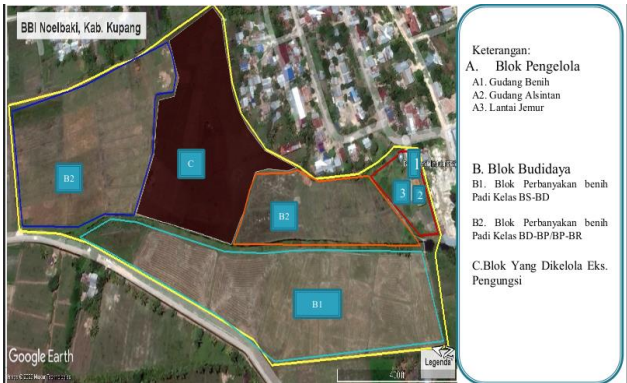 BBI Noelbaki, Kab. Kupang
B2
C
B2
1
3
2
B1
Google Earth
Legenda
400 ft
Keterangan:
A. Blok Pengelola
A1. Gudang Benih
A2. Gudang Alsintan
A3. Lantai Jemur
B. Blok Budidaya
B1. Blok Perbanyakan benih
Padi Kelas BS-BD
B2. Blok Perbanyakan benih
Padi Kelas BD-BP/BP-BR
C.Blok Yang Dikelola Eks.
Pengungsi